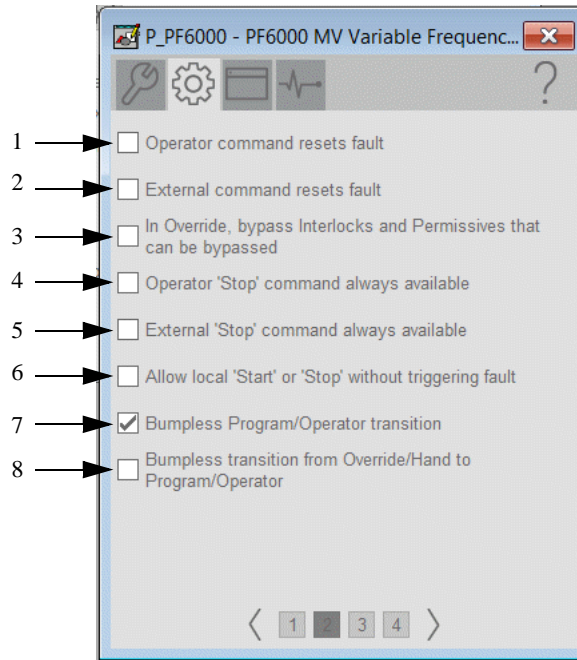 P_PF6000 - PF6000 MV Variable Frequenc...
?
1 Operator command resets fault
2 External command resets fault
3 In Override, bypass Interlocks and Permissives that
can be bypassed
4 Operator 'Stop' command always available
5 External 'Stop' command always available
6 Allow local 'Start' or 'Stop' without triggering fault
7 Bumpless Program/Operator transition
8 Bumpless transition from Override/Hand to
Program/Operator
1 2 3 4